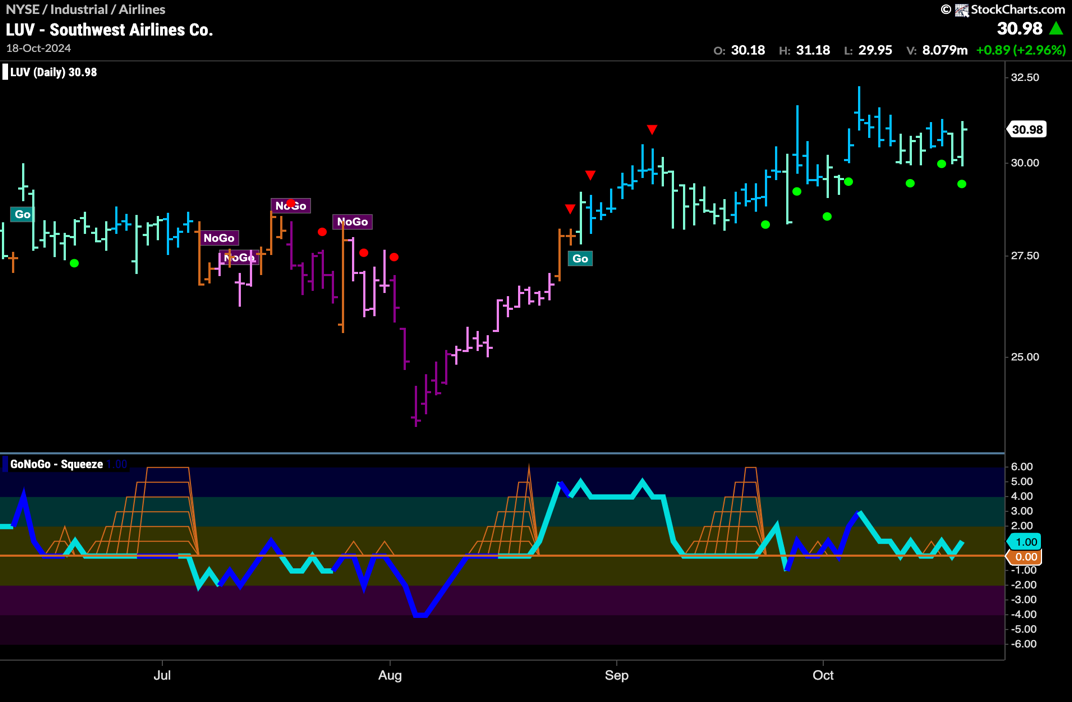 NYSE / Industrial / Airlines
© StockCharts.com
LUV - Southwest Airlines Co.
30.98
18-Oct-2024
O: 30.18 H: 31.18 L: 29.95 V: 8.079m +0.89 (+2.96%)
LUV (Daily) 30.98
32.50
30.98
30.00
27.50
25.00
Go
NoGo
NoGo
NoGo
NoGo
Go
GoNoGo - Squeeze 1.00
6.00
5.00
4.00
3.00
2.00
1.00
0.00
-1.00
-2.00
-3.00
-4.00
-5.00
-6.00
Jul Aug Sep Oct